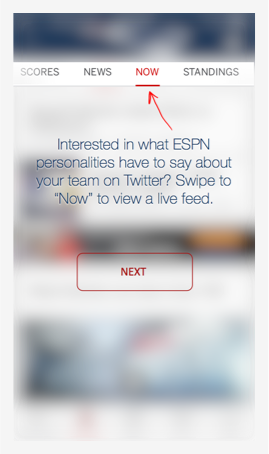 SCORES NEWS NOW STANDINGS
Interested in what ESPN
personalities have to say about
your team on Twitter? Swipe to
“Now” to view a live feed.
NEXT